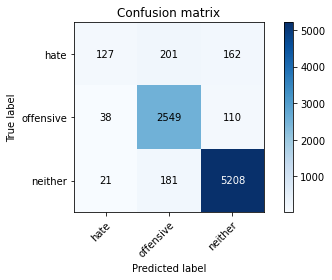 Confusion matrix
True label
hate 127 201 162
offensive 38 2549 110
neither 21 181 5208
hate offensive neither
Predicted label
5000
4000
3000
2000
1000